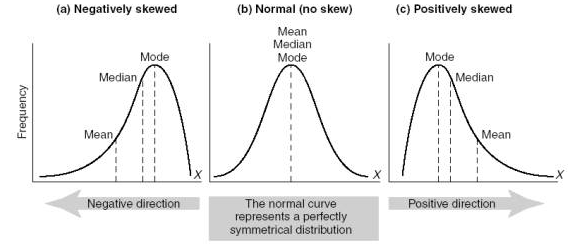 (a) Negatively skewed
(b) Normal (no skew)
(c) Positively skewed
Frequency
Mode
Median
Mean
X
Mean
Median
Mode
X
Mode
Median
Mean
X
Negative direction
The normal curve
represents a perfectly
symmetrical distribution
Positive direction